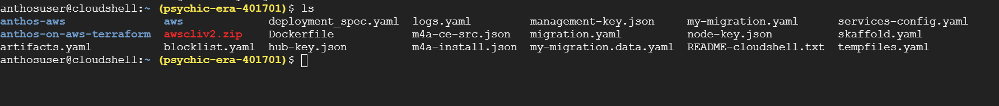 anthosuser@cloudshell:~ (psychic-era-401701)$ ls
anthos-aws aws deployment_spec.yaml logs.yaml management-key.json my-migration.yaml services-config.yaml
anthos-on-aws-terraform awscliv2.zip Dockerfile m4a-ce-src.json migration.yaml node-key.json skaffold.yaml
artifacts.yaml blocklist.yaml hub-key.json m4a-install.json my-migration.data.yaml README-cloudshell.txt tempfiles.yaml
anthosuser@cloudshell:~ (psychic-era-401701)$